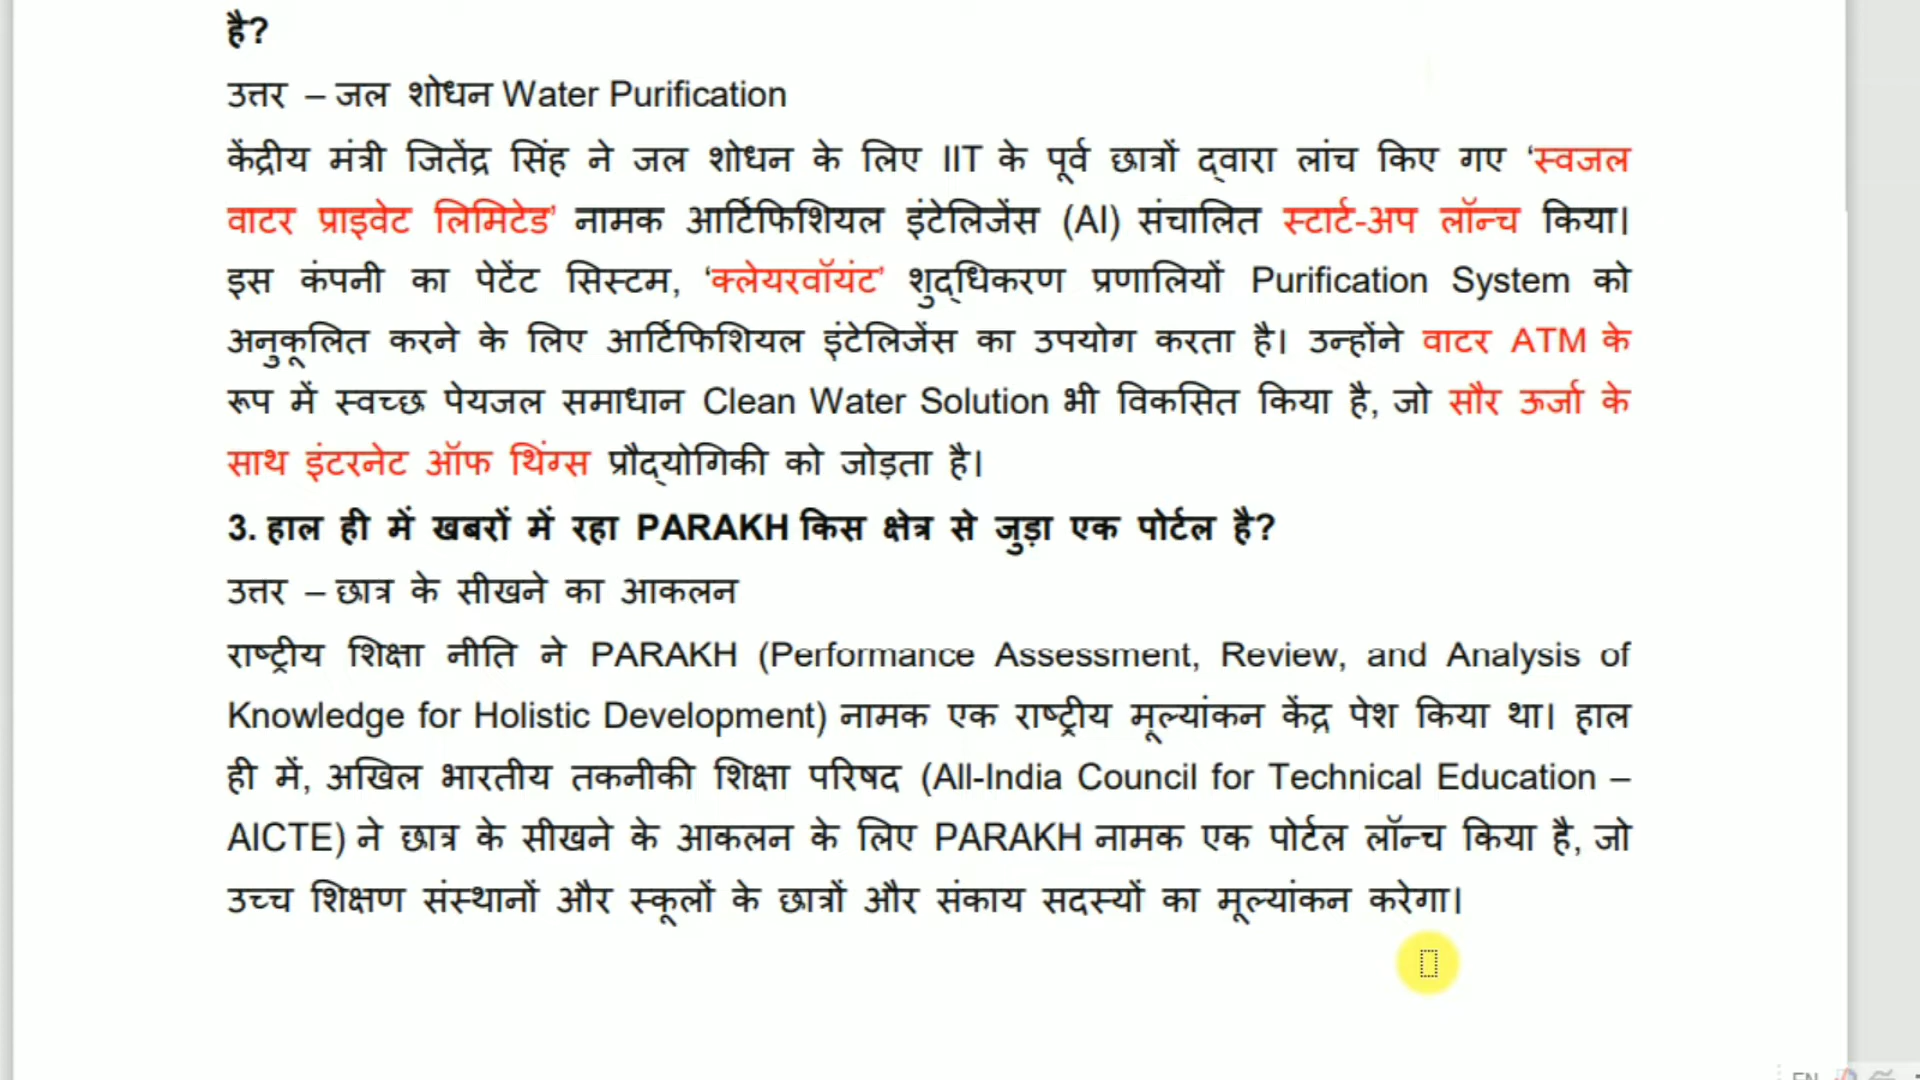 है?
उत्तर – जल शोधन Water Purification
केंद्रीय मंत्री जितेंद्र सिंह ने जल शोधन के लिए IIT के पूर्व छात्रों द्वारा लांच किए गए ‘स्वजल
वाटर प्राइवेट लिमिटेड’ नामक आर्टिफिशियल इंटेलिजेंस (AI) संचालित स्टार्ट-अप लॉन्च किया।
इस कंपनी का पेटेंट सिस्टम, ‘क्लेयरवॉयंट’ शुद्धिकरण प्रणालियों Purification System को
अनुकूलित करने के लिए आर्टिफिशियल इंटेलिजेंस का उपयोग करता है। उन्होंने वाटर ATM के
रूप में स्वच्छ पेयजल समाधान Clean Water Solution भी विकसित किया है, जो सौर ऊर्जा के
साथ इंटरनेट ऑफ थिंग्स प्रौद्योगिकी को जोड़ता है।
3. हाल ही में खबरों में रहा PARAKH किस क्षेत्र से जुड़ा एक पोर्टल है?
उत्तर – छात्र के सीखने का आकलन
राष्ट्रीय शिक्षा नीति ने PARAKH (Performance Assessment, Review, and Analysis of
Knowledge for Holistic Development) नामक एक राष्ट्रीय मूल्यांकन केंद्र पेश किया था। हाल
ही में, अखिल भारतीय तकनीकी शिक्षा परिषद (All-India Council for Technical Education –
AICTE) ने छात्र के सीखने के आकलन के लिए PARAKH नामक एक पोर्टल लॉन्च किया है, जो
उच्च शिक्षण संस्थानों और स्कूलों के छात्रों और संकाय सदस्यों का मूल्यांकन करेगा।
EN